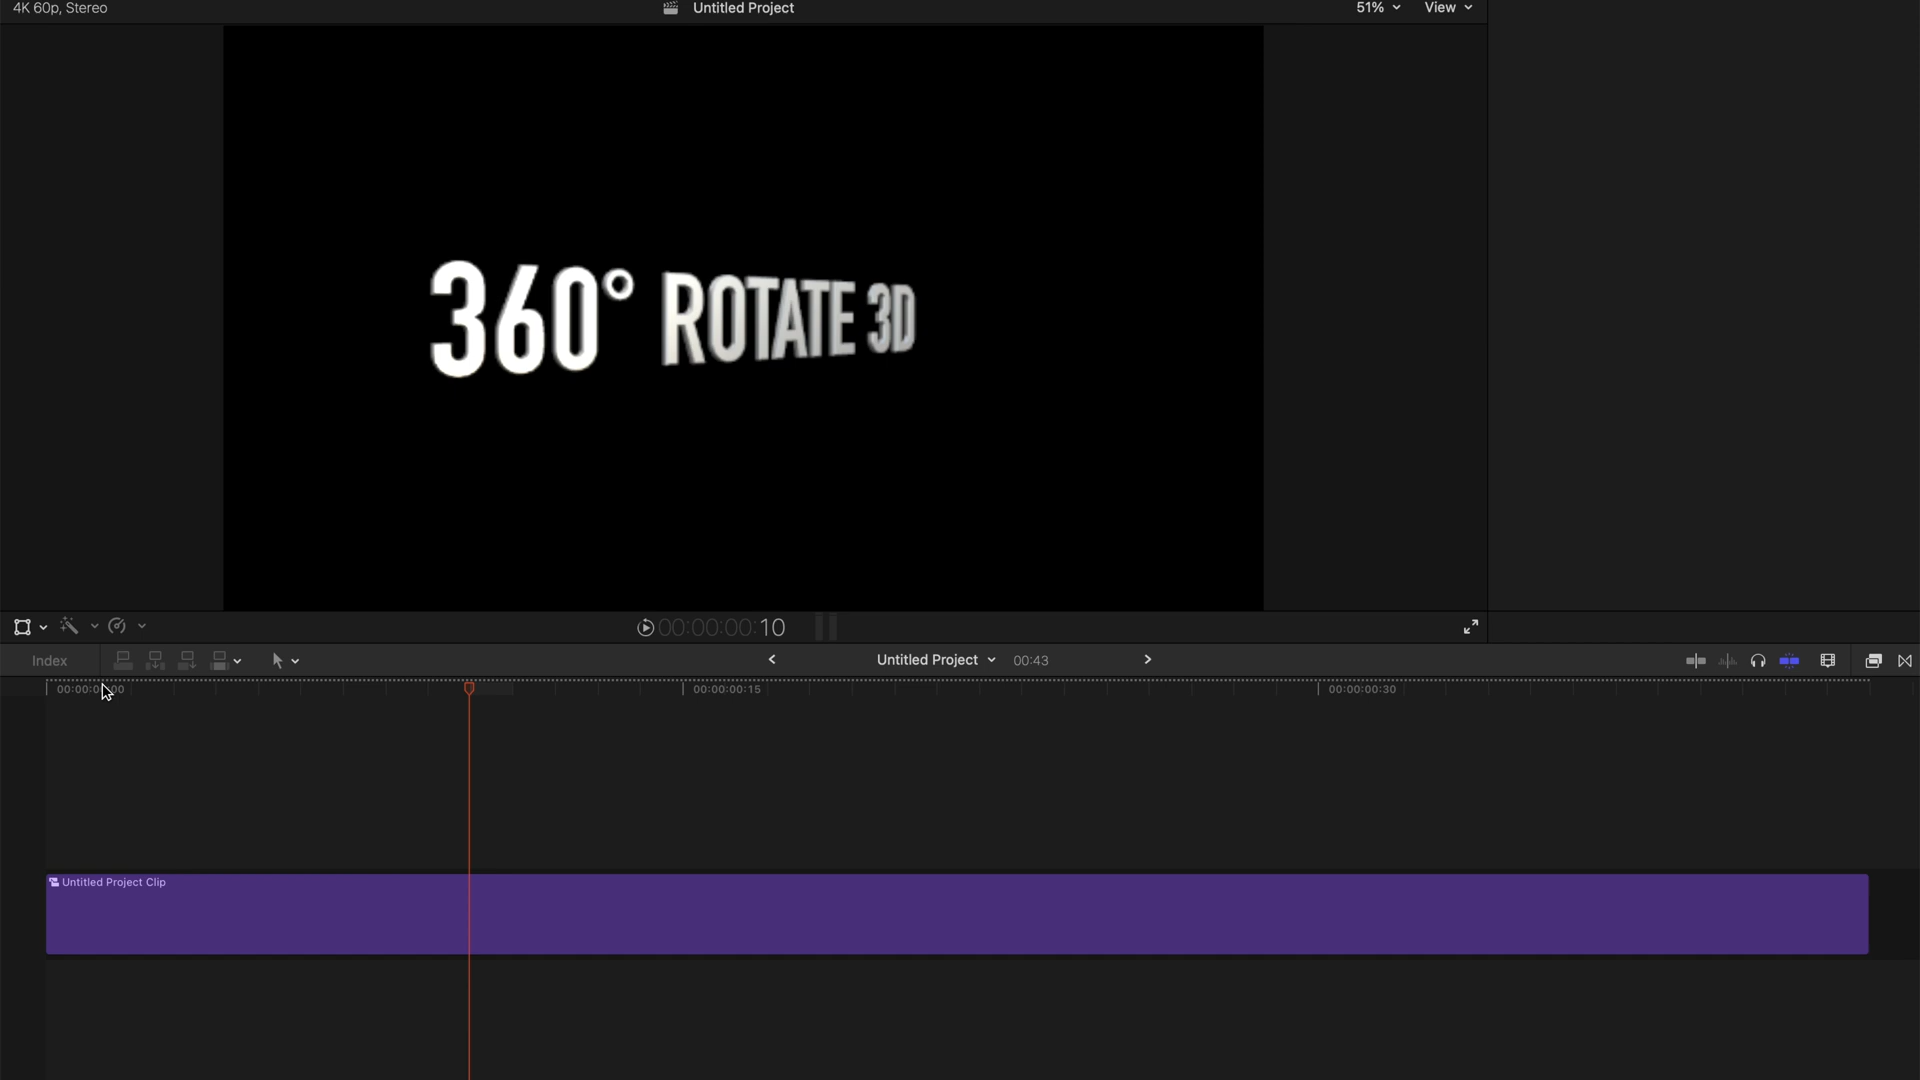 4K 60p, Stereo
Untitled Project
51%
View
360° ROTATE 3D
00:00:00:10
Index
Untitled Project
00:43
00:00:00:15
00:00:00:30
Untitled Project Clip